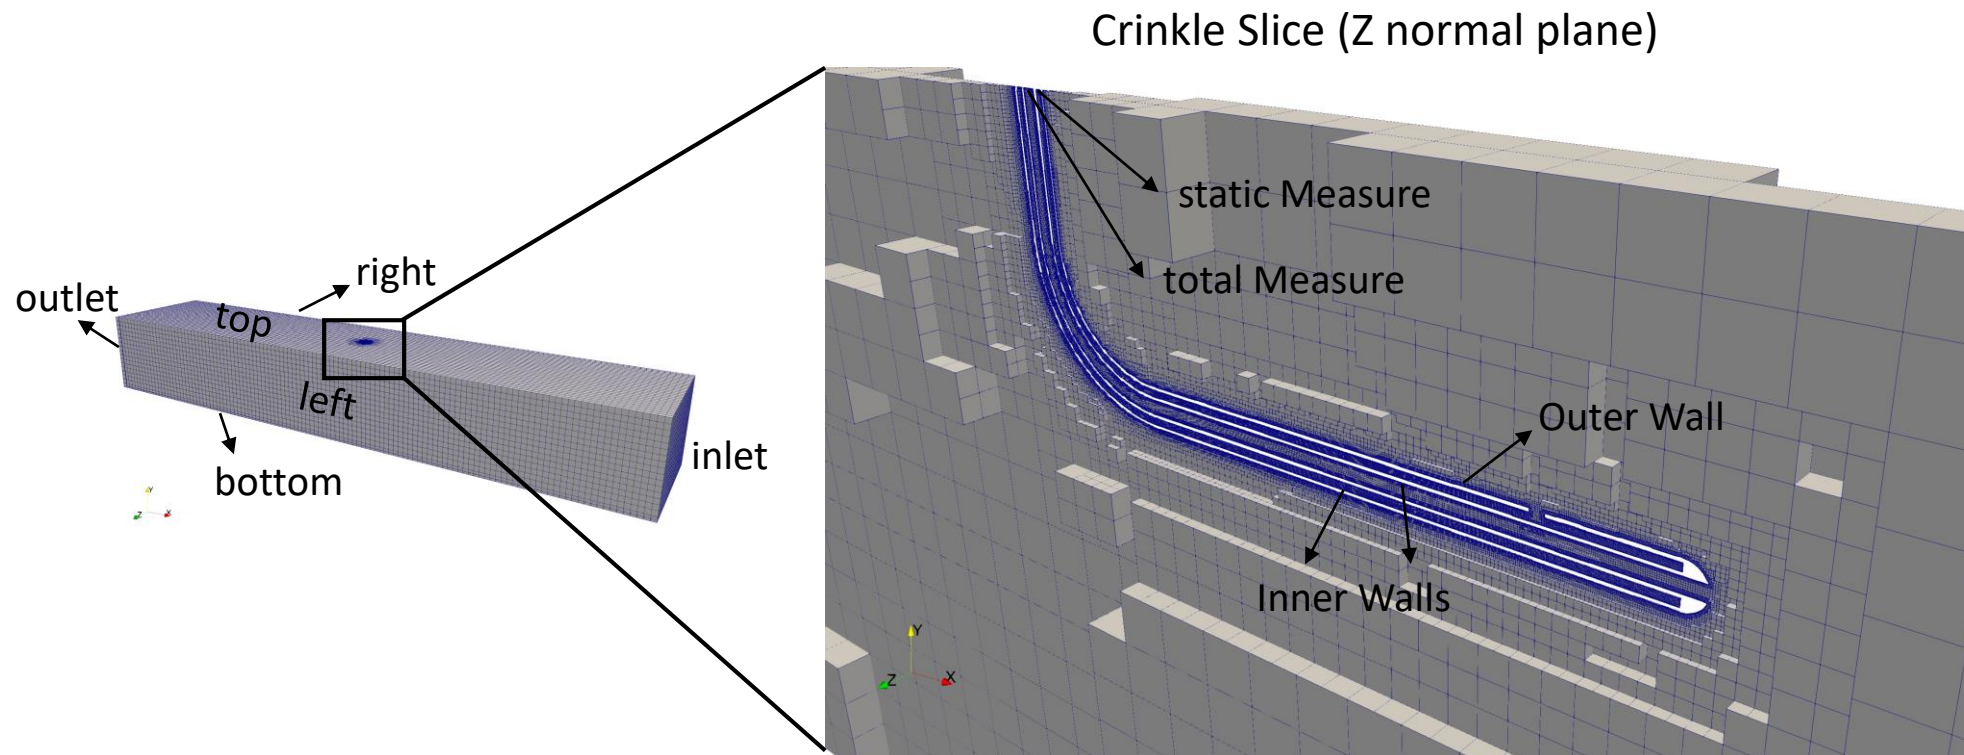 Crinkle Slice (Z normal plane)
static Measure
total Measure
right
outlet
top
left
Outer Wall
inlet
bottom
Inner Walls
Y
Z
X
Y
Z
X